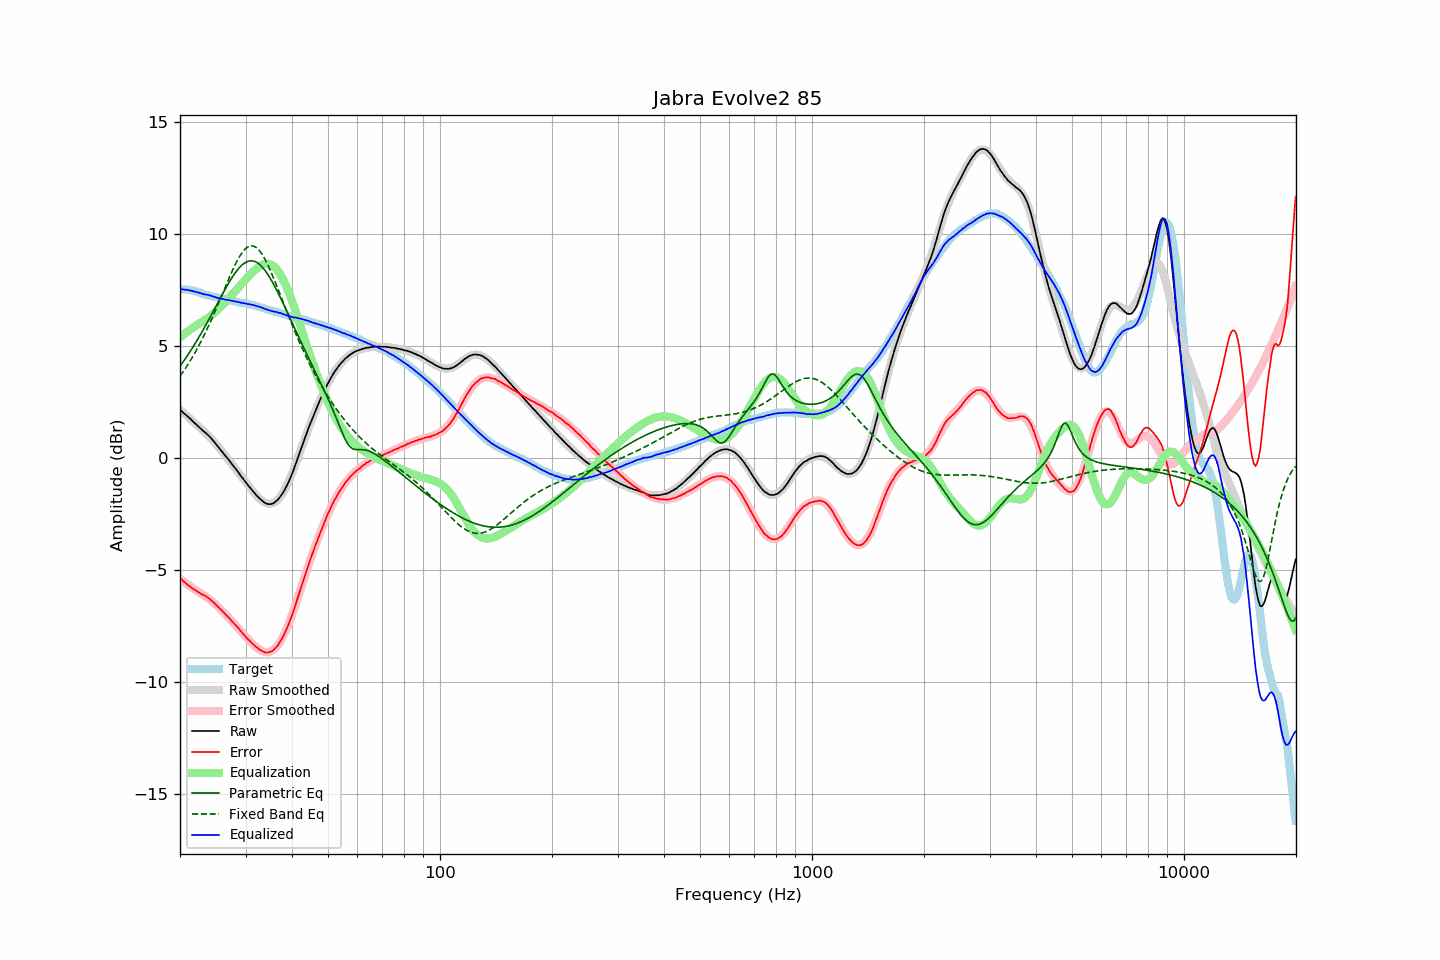 Jabra Evolve2 85
15
10
5
0
−5
−10
−15
Amplitude (dBr)
Target
Raw Smoothed
Error Smoothed
Raw
Error
Equalization
Parametric Eq
Fixed Band Eq
Equalized
100
1000
10000
Frequency (Hz)